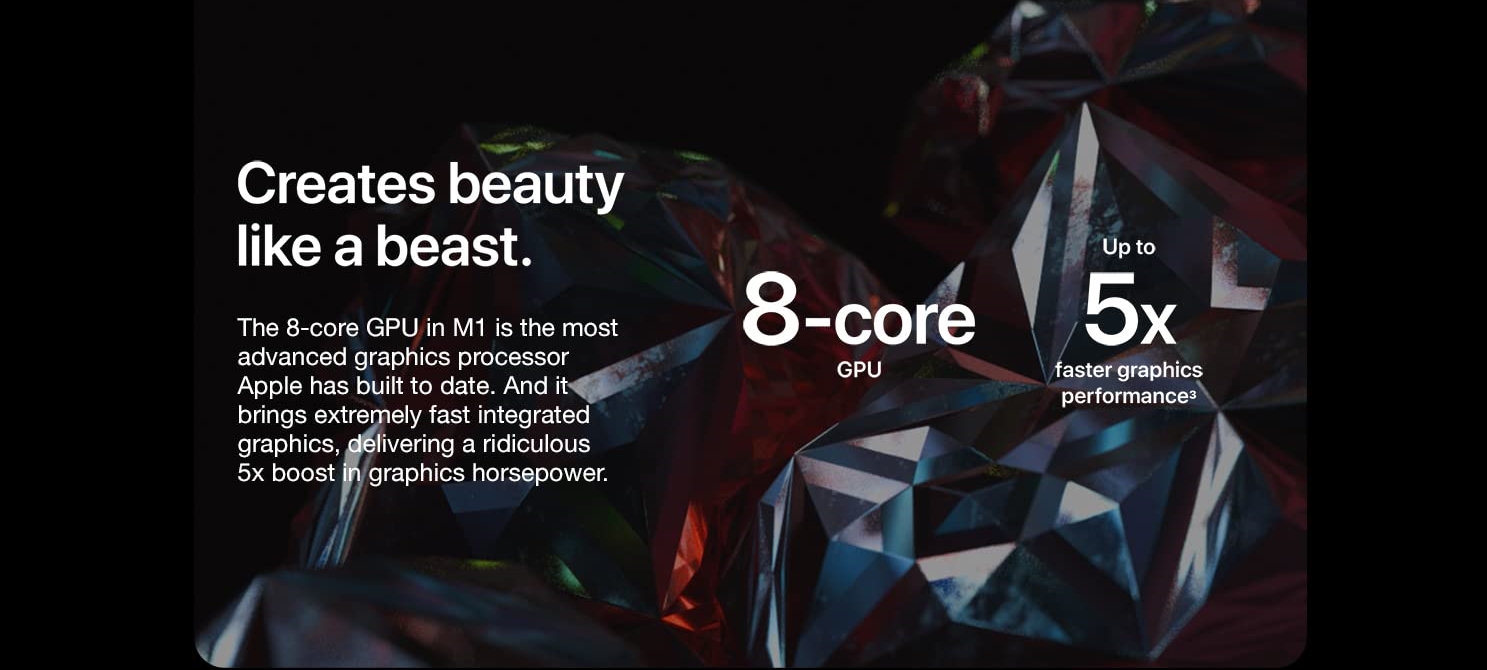 Creates beauty
like a beast.
The 8-core GPU in M1 is the most
advanced graphics processor
Apple has built to date. And it
brings extremely fast integrated
graphics, delivering a ridiculous
5x boost in graphics horsepower.
8-core
GPU
Up to
5x
faster graphics
performance³